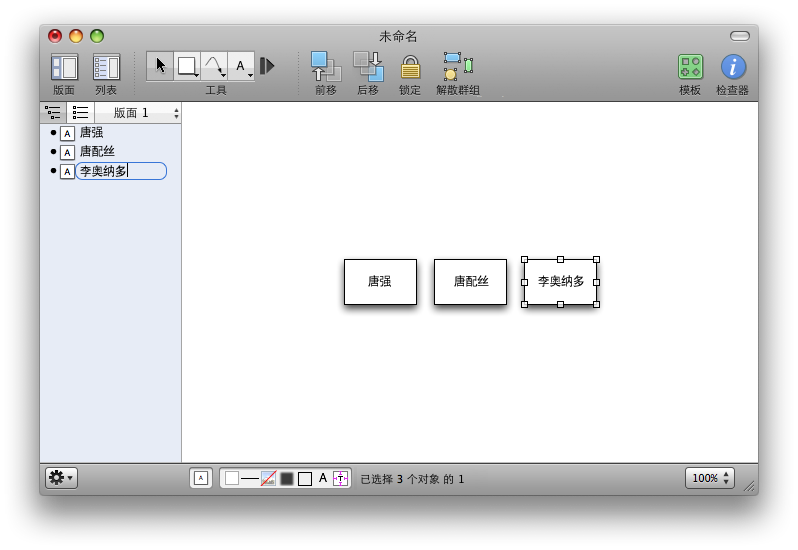 未命名
版面
列表
A
工具
前移
后移
锁定
解散群组
模板
检查器
版面 1
A 唐强
A 唐配丝
A 李奥纳多
唐强
唐配丝
李奥纳多
A
A
T
已选择 3 个对象 的 1
100%